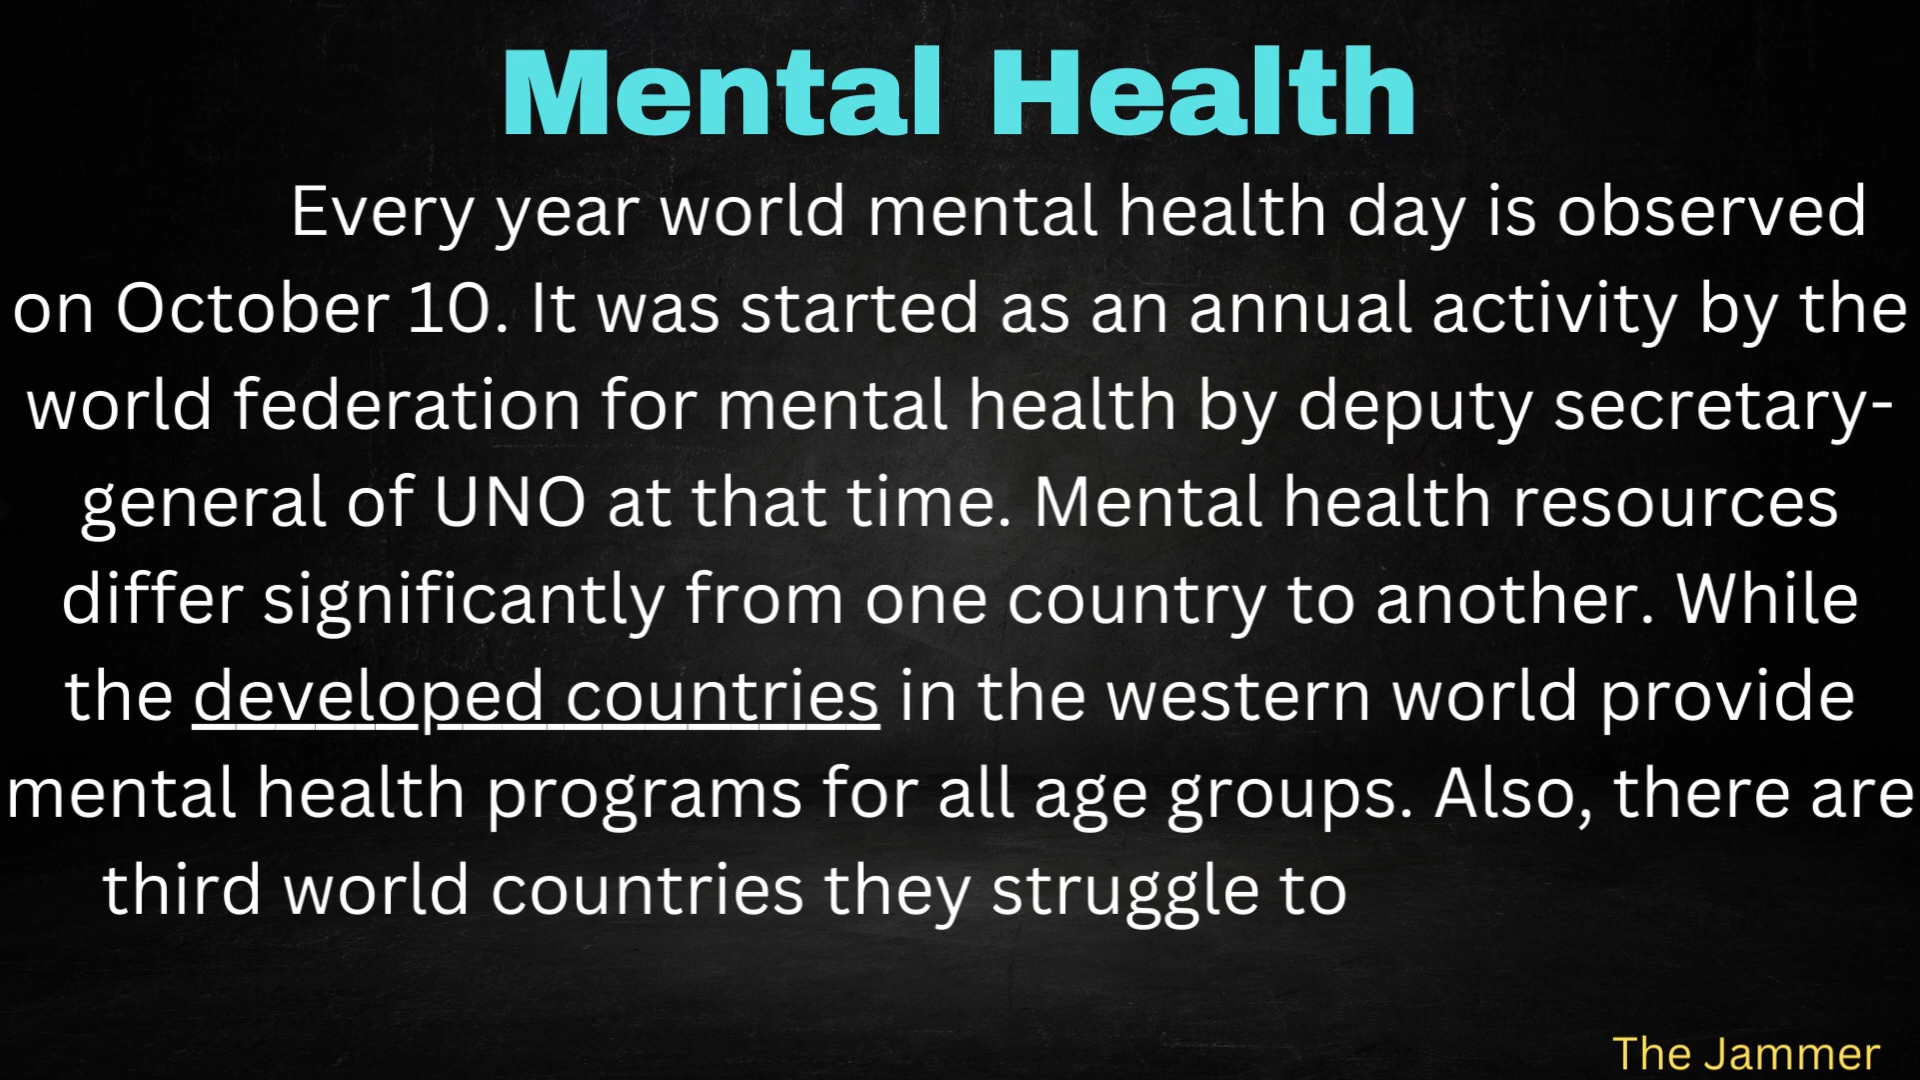 Mental Health
Every year world mental health day is observed
on October 10. It was started as an annual activity by the
world federation for mental health by deputy secretary-
general of UNO at that time. Mental health resources
differ significantly from one country to another. While
the developed countries in the western world provide
mental health programs for all age groups. Also, there are
third world countries they struggle to
The Jammer